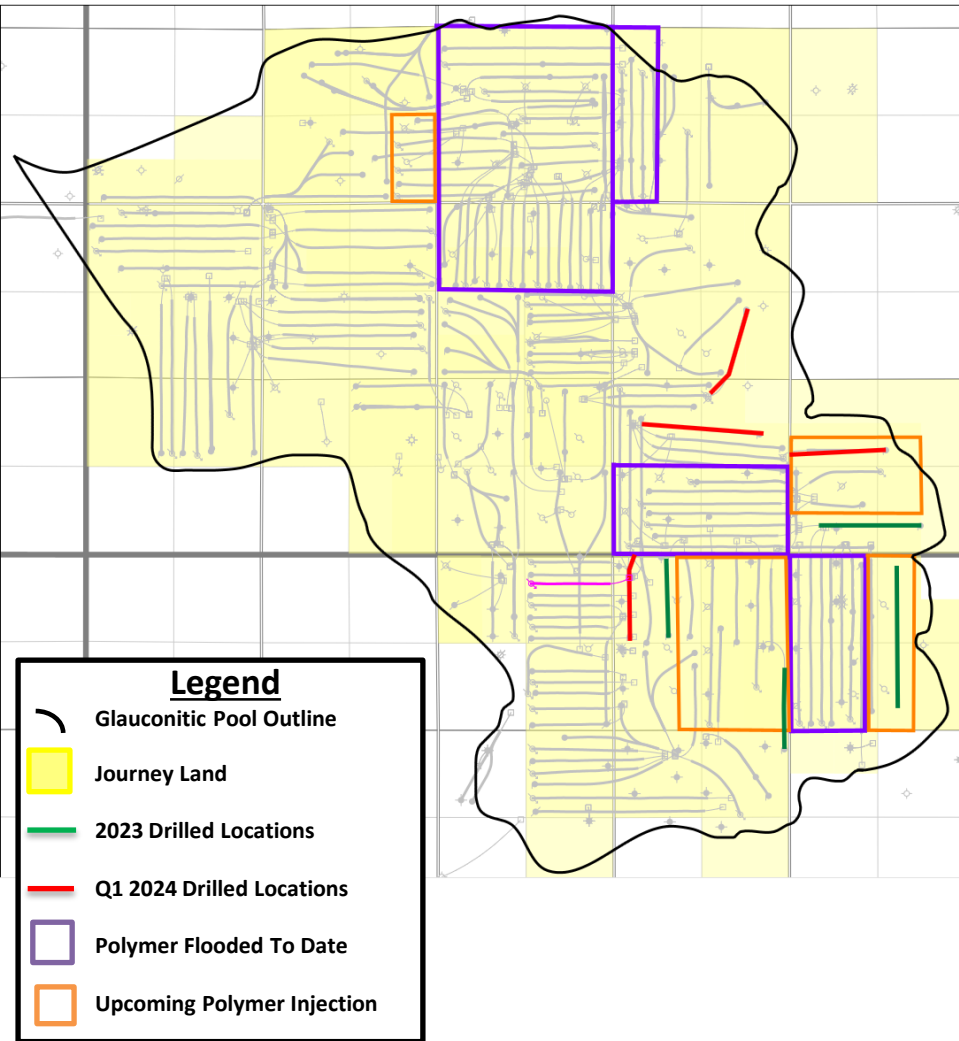 Legend
Glauconitic Pool Outline
Journey Land
2023 Drilled Locations
Q1 2024 Drilled Locations
Polymer Flooded To Date
Upcoming Polymer Injection